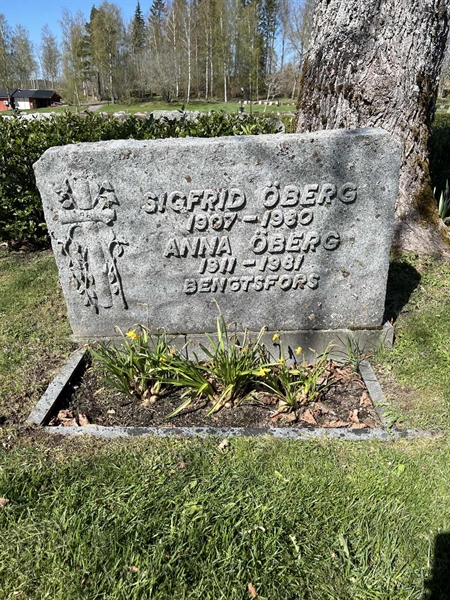 SIGFRID ÖBERG
1907-1980
ANNA ÖBERG
1911-1981
BENGTSFORS